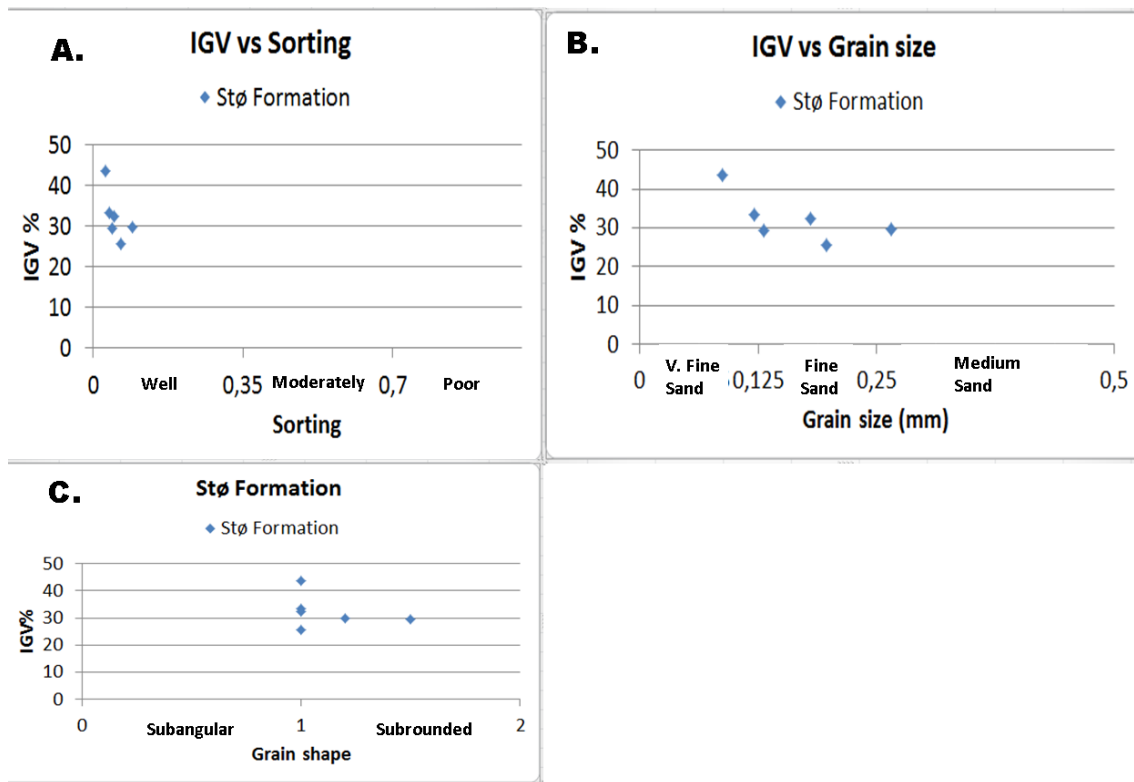 A.
IGV vs Sorting
Stø Formation
50
40
30
20
10
0
IGV %
0 Well 0,35 Moderately 0,7 Poor
Sorting
B.
IGV vs Grain size
Stø Formation
50
40
30
20
10
0
IGV %
0 V. Fine Sand 0,125 Fine Sand 0,25 Medium Sand 0,5
Grain size (mm)
C.
Stø Formation
Stø Formation
50
40
30
20
10
0
IGV%
0 Subangular 1 Subrounded 2
Grain shape